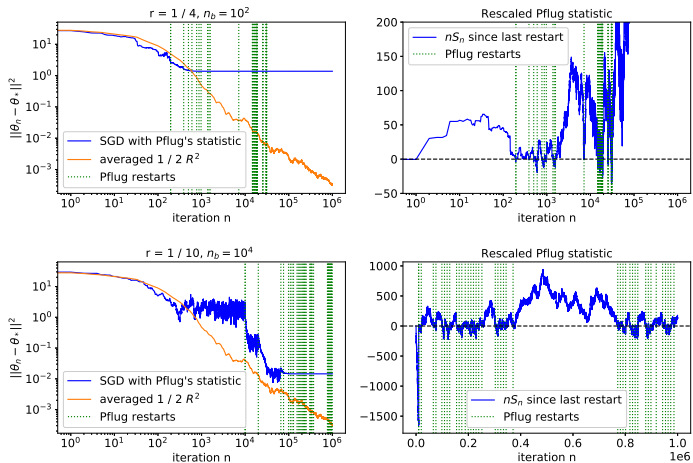 r = 1 / 4, n_b = 10^2
||θ_n − θ_*||^2
10^1
10^0
10^−1
10^−2
10^−3
SGD with Pflug's statistic
averaged 1 / 2 R^2
Pflug restarts
10^0 10^1 10^2 10^3 10^4 10^5 10^6
iteration n
Rescaled Pflug statistic
200
150
100
50
0
−50
nS_n since last restart
Pflug restarts
10^0 10^1 10^2 10^3 10^4 10^5 10^6
iteration n
r = 1 / 10, n_b = 10^4
||θ_n − θ_*||^2
10^1
10^0
10^−1
10^−2
10^−3
SGD with Pflug's statistic
averaged 1 / 2 R^2
Pflug restarts
10^0 10^1 10^2 10^3 10^4 10^5 10^6
iteration n
Rescaled Pflug statistic
1000
500
0
−500
−1000
−1500
nS_n since last restart
Pflug restarts
0.0 0.2 0.4 0.6 0.8 1.0
1e6
iteration n